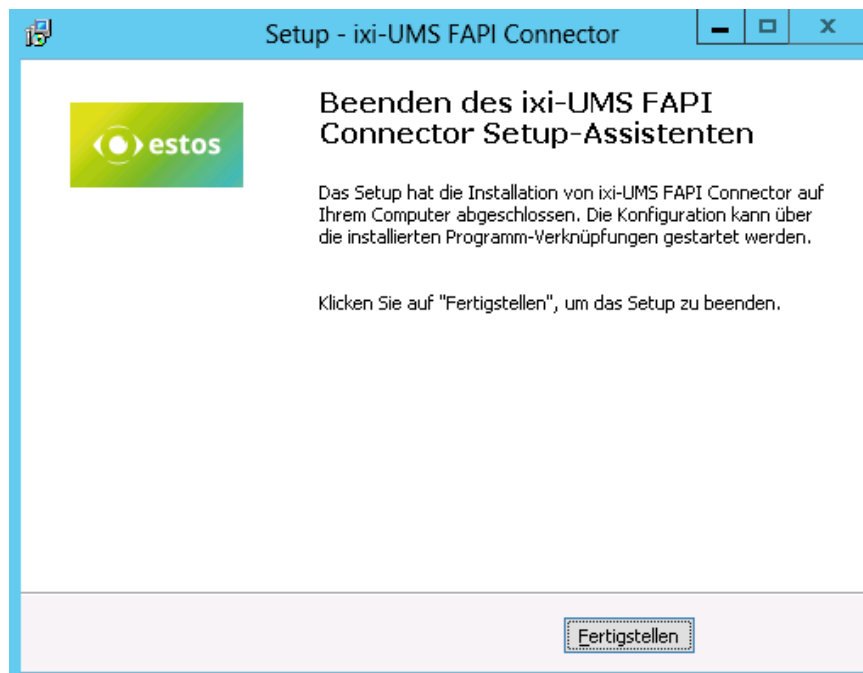 Setup - ixi-UMS FAPI Connector
estos
Beenden des ixi-UMS FAPI
Connector Setup-Assistenten
Das Setup hat die Installation von ixi-UMS FAPI Connector auf
Ihrem Computer abgeschlossen. Die Konfiguration kann über
die installierten Programm-Verknüpfungen gestartet werden.
Klicken Sie auf "Fertigstellen", um das Setup zu beenden.
Fertigstellen